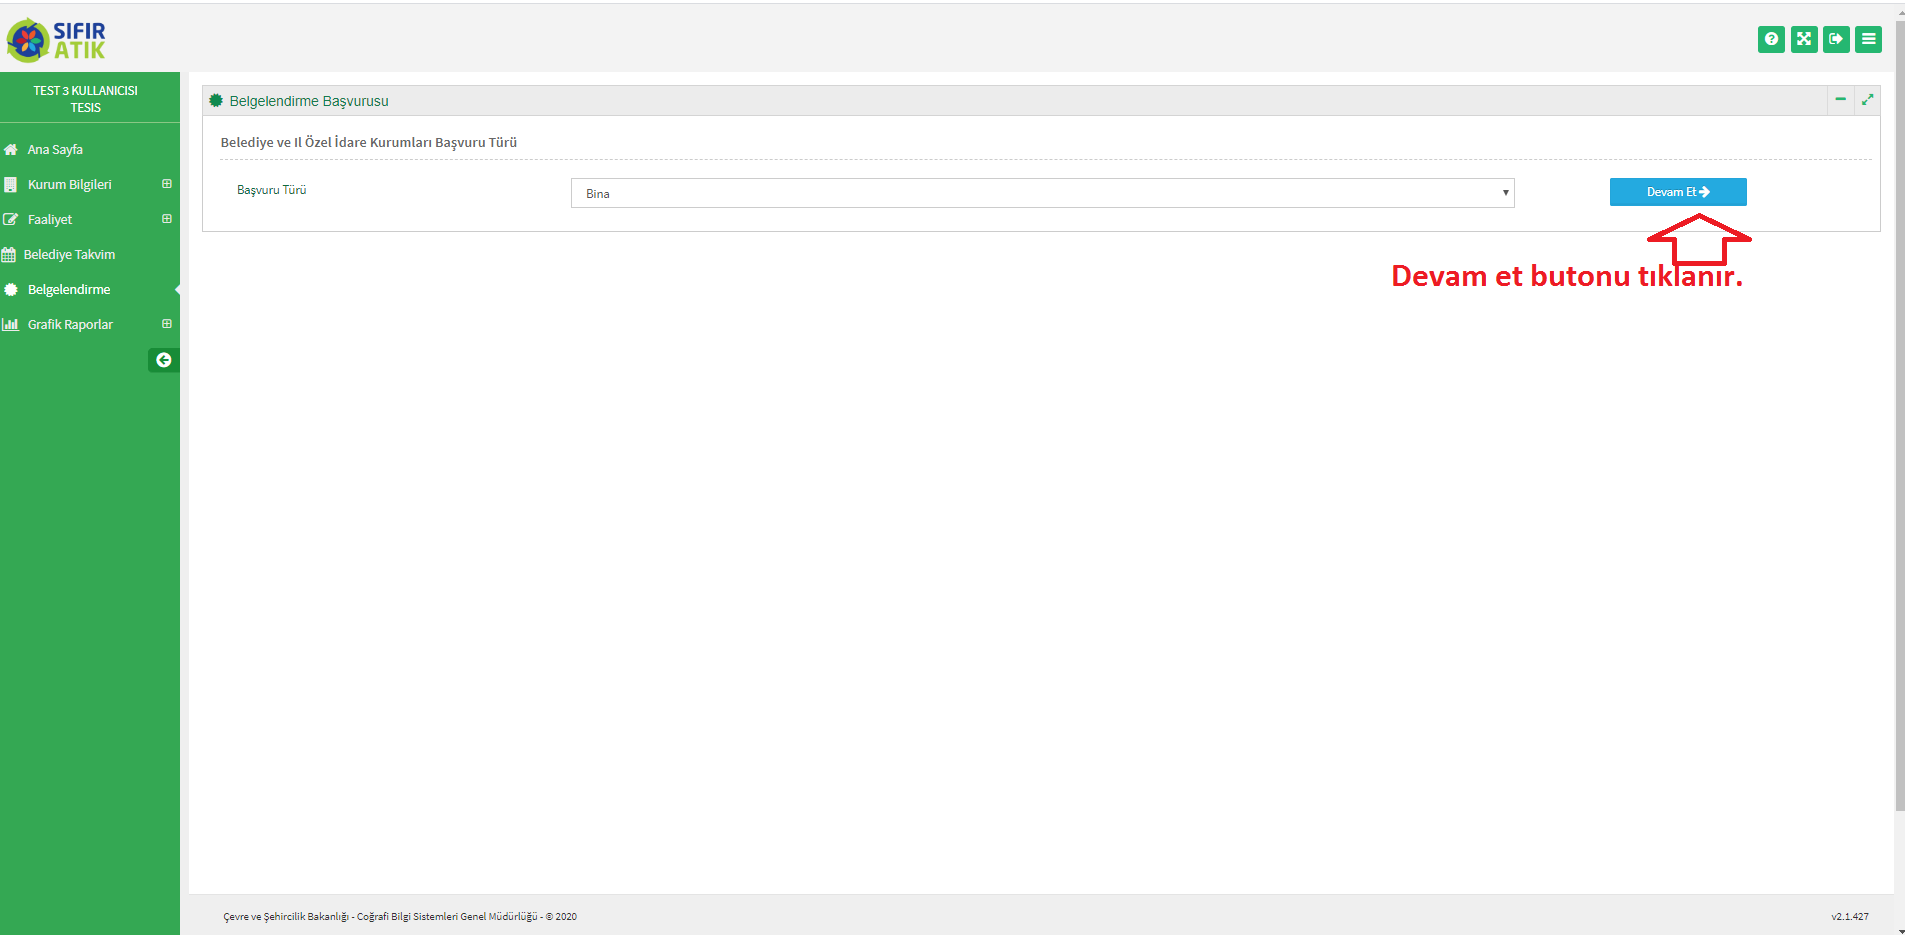 SIFIR
ATIK
TEST 3 KULLANICISI
TESIS
Ana Sayfa
Kurum Bilgileri
Faaliyet
Belediye Takvim
Belgelendirme
Grafik Raporlar
Belgelendirme Başvurusu
Belediye ve Il Özel İdare Kurumları Başvuru Türü
Başvuru Türü
Bina
Devam Et
Devam et butonu tıklanır.
Çevre ve Şehircilik Bakanlığı - Coğrafi Bilgi Sistemleri Genel Müdürlüğü - © 2020
v2.1.427